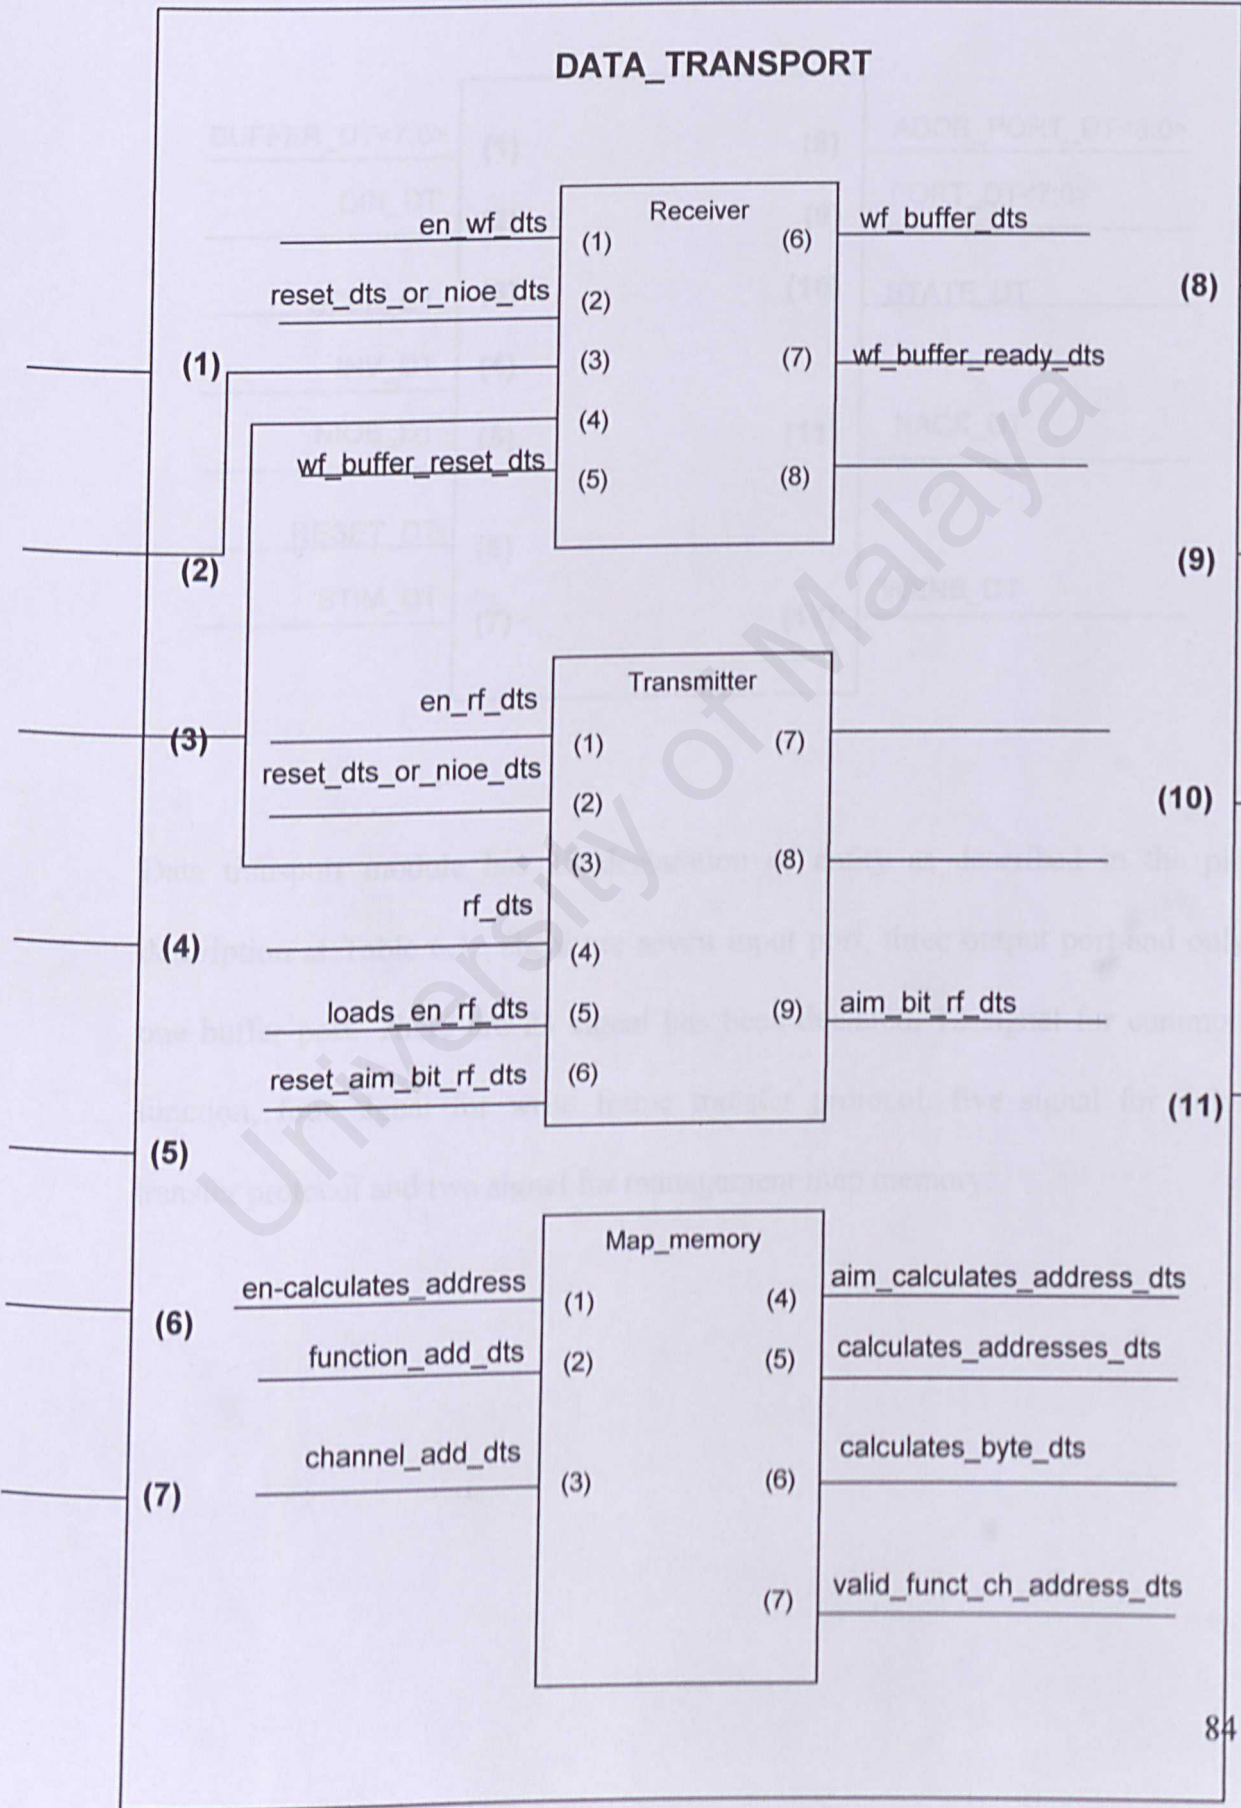 DATA_TRANSPORT
Receiver
en_wf_dts
(1)
(6)
wf_buffer_dts
reset_dts_or_nioe_dts
(2)
(8)
(1)
(3)
(7)
wf_buffer_ready_dts
(4)
wf_buffer_reset_dts
(5)
(8)
(2)
(9)
Transmitter
en_rf_dts
(3)
(1)
(7)
reset_dts_or_nioe_dts
(2)
(10)
(3)
(8)
rf_dts
(4)
(4)
loads_en_rf_dts
(5)
(9)
aim_bit_rf_dts
reset_aim_bit_rf_dts
(6)
(11)
(5)
Map_memory
en-calculates_address
(1)
(4)
aim_calculates_address_dts
(6)
function_add_dts
(2)
(5)
calculates_addresses_dts
channel_add_dts
(3)
(6)
calculates_byte_dts
(7)
(7)
valid_funct_ch_address_dts
84
University of Malaya